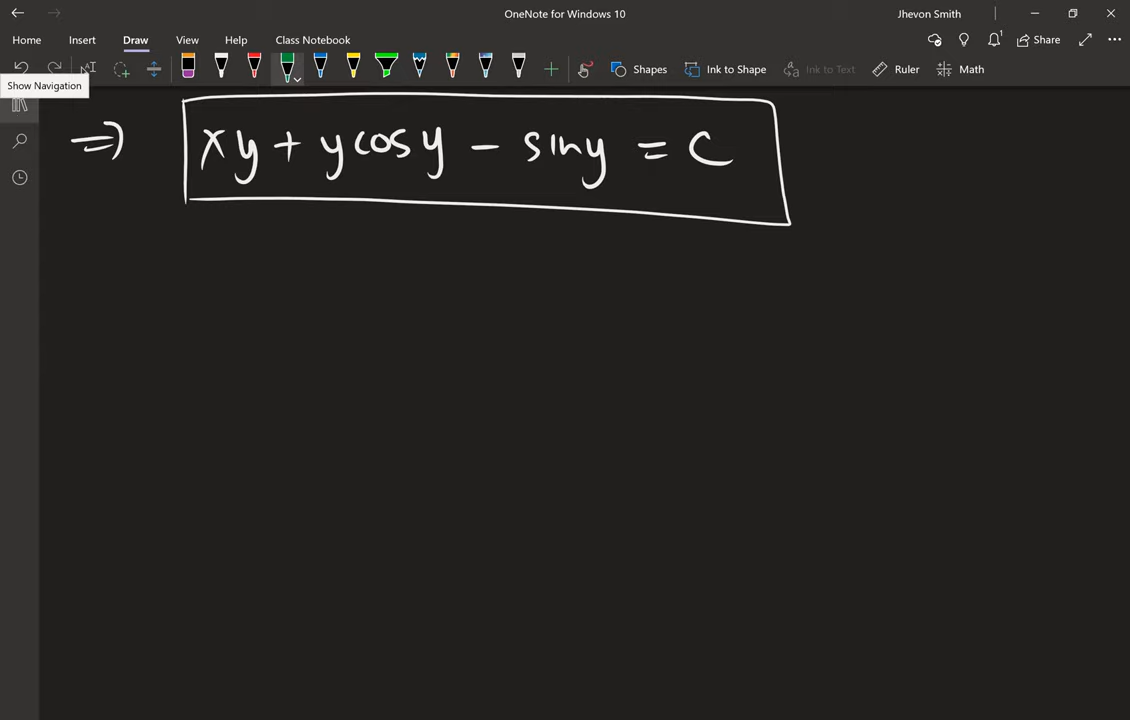 OneNote for Windows 10
Jhevon Smith
Home Insert Draw View Help Class Notebook
Share
Shapes Ink to Shape Ink to Text Ruler Math
Show Navigation
⇒ xy + y cos y − sin y = C